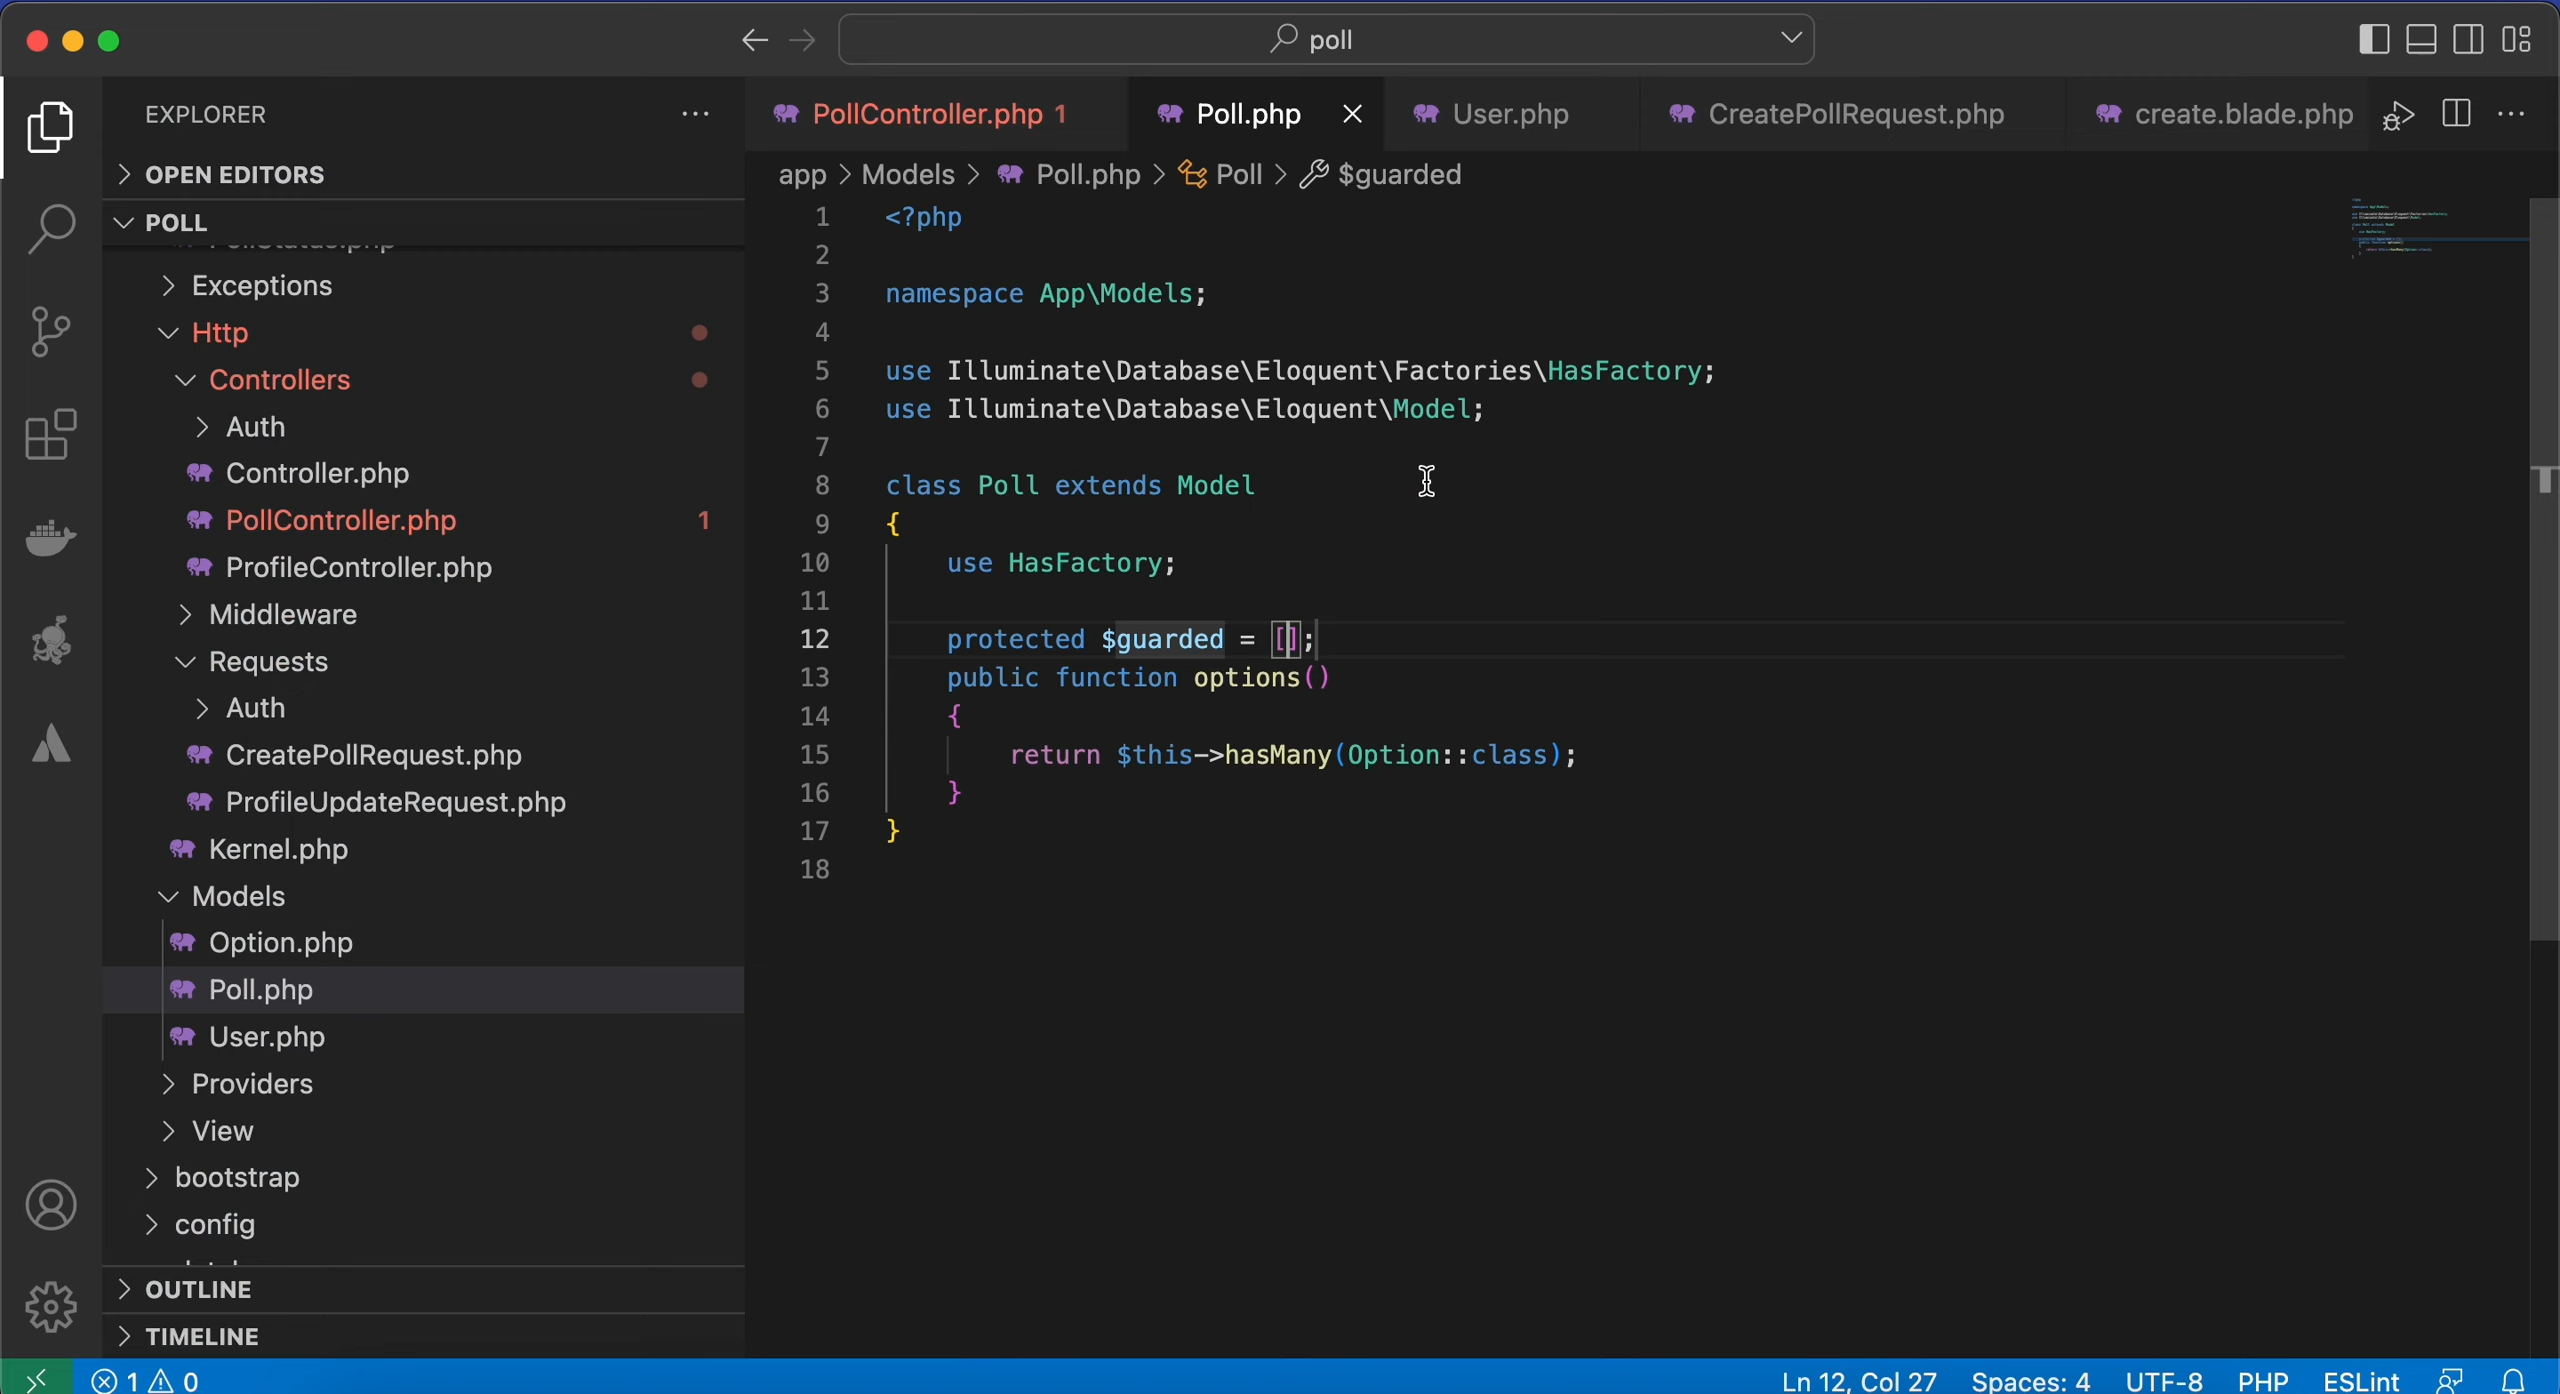 poll
EXPLORER
OPEN EDITORS
POLL
Exceptions
Http
Controllers
Auth
Controller.php
PollController.php 1
ProfileController.php
Middleware
Requests
Auth
CreatePollRequest.php
ProfileUpdateRequest.php
Kernel.php
Models
Option.php
Poll.php
User.php
Providers
View
bootstrap
config
OUTLINE
TIMELINE
PollController.php 1 Poll.php User.php CreatePollRequest.php create.blade.php
app > Models > Poll.php > Poll > $guarded
1 <?php
2
3 namespace App\Models;
4
5 use Illuminate\Database\Eloquent\Factories\HasFactory;
6 use Illuminate\Database\Eloquent\Model;
7
8 class Poll extends Model
9 {
10 use HasFactory;
11
12 protected $guarded = [];
13 public function options()
14 {
15 return $this->hasMany(Option::class);
16 }
17 }
18
1 0 Ln 12, Col 27 Spaces: 4 UTF-8 PHP ESLint